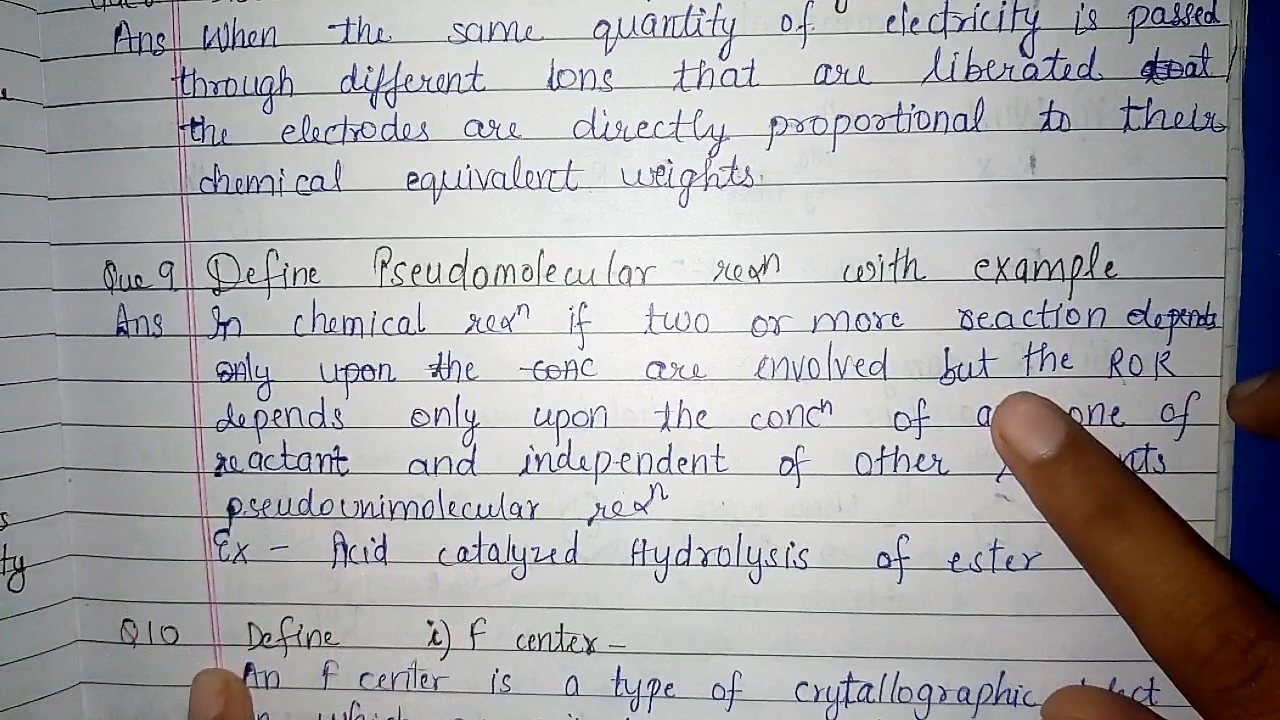 Ans When the same quantity of electricity is passed
through different ions that are liberated at
the electrodes are directly proportional to their
chemical equivalent weights.
Que 9 Define Pseudomolecular reaxn with example
Ans In chemical reaxn if two or more reaction depends
only upon the conc are envolved but the ROR
depends only upon the concn of one of
reactant and independent of other
pseudounimolecular reaxn
Ex - Acid catalyzed Hydrolysis of ester
Q10 Define i) F center -
An f center is a type of crytallographic